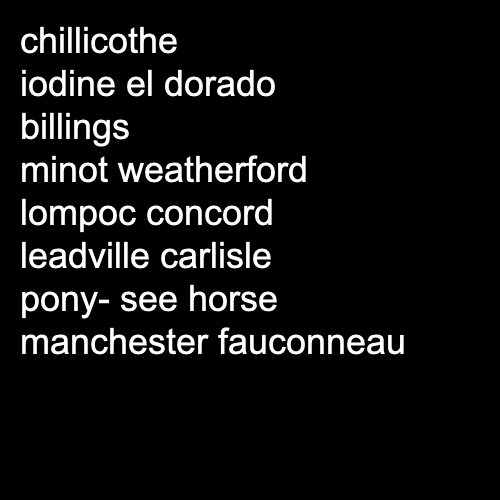 chillicothe
iodine el dorado
billings
minot weatherford
lompoc concord
leadville carlisle
pony- see horse
manchester fauconneau